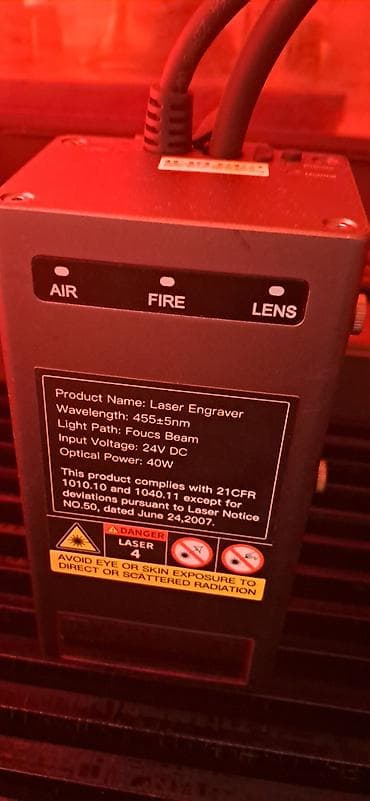 AIR FIRE LENS
Product Name: Laser Engraver
Wavelength: 455±5nm
Light Path: Foucs Beam
Input Voltage: 24V DC
Optical Power: 40W
This product complies with 21CFR
1010.10 and 1040.11 except for
deviations pursuant to Laser Notice
NO.50, dated June 24,2007.
DANGER
LASER
4
AVOID EYE OR SKIN EXPOSURE TO
DIRECT OR SCATTERED RADIATION